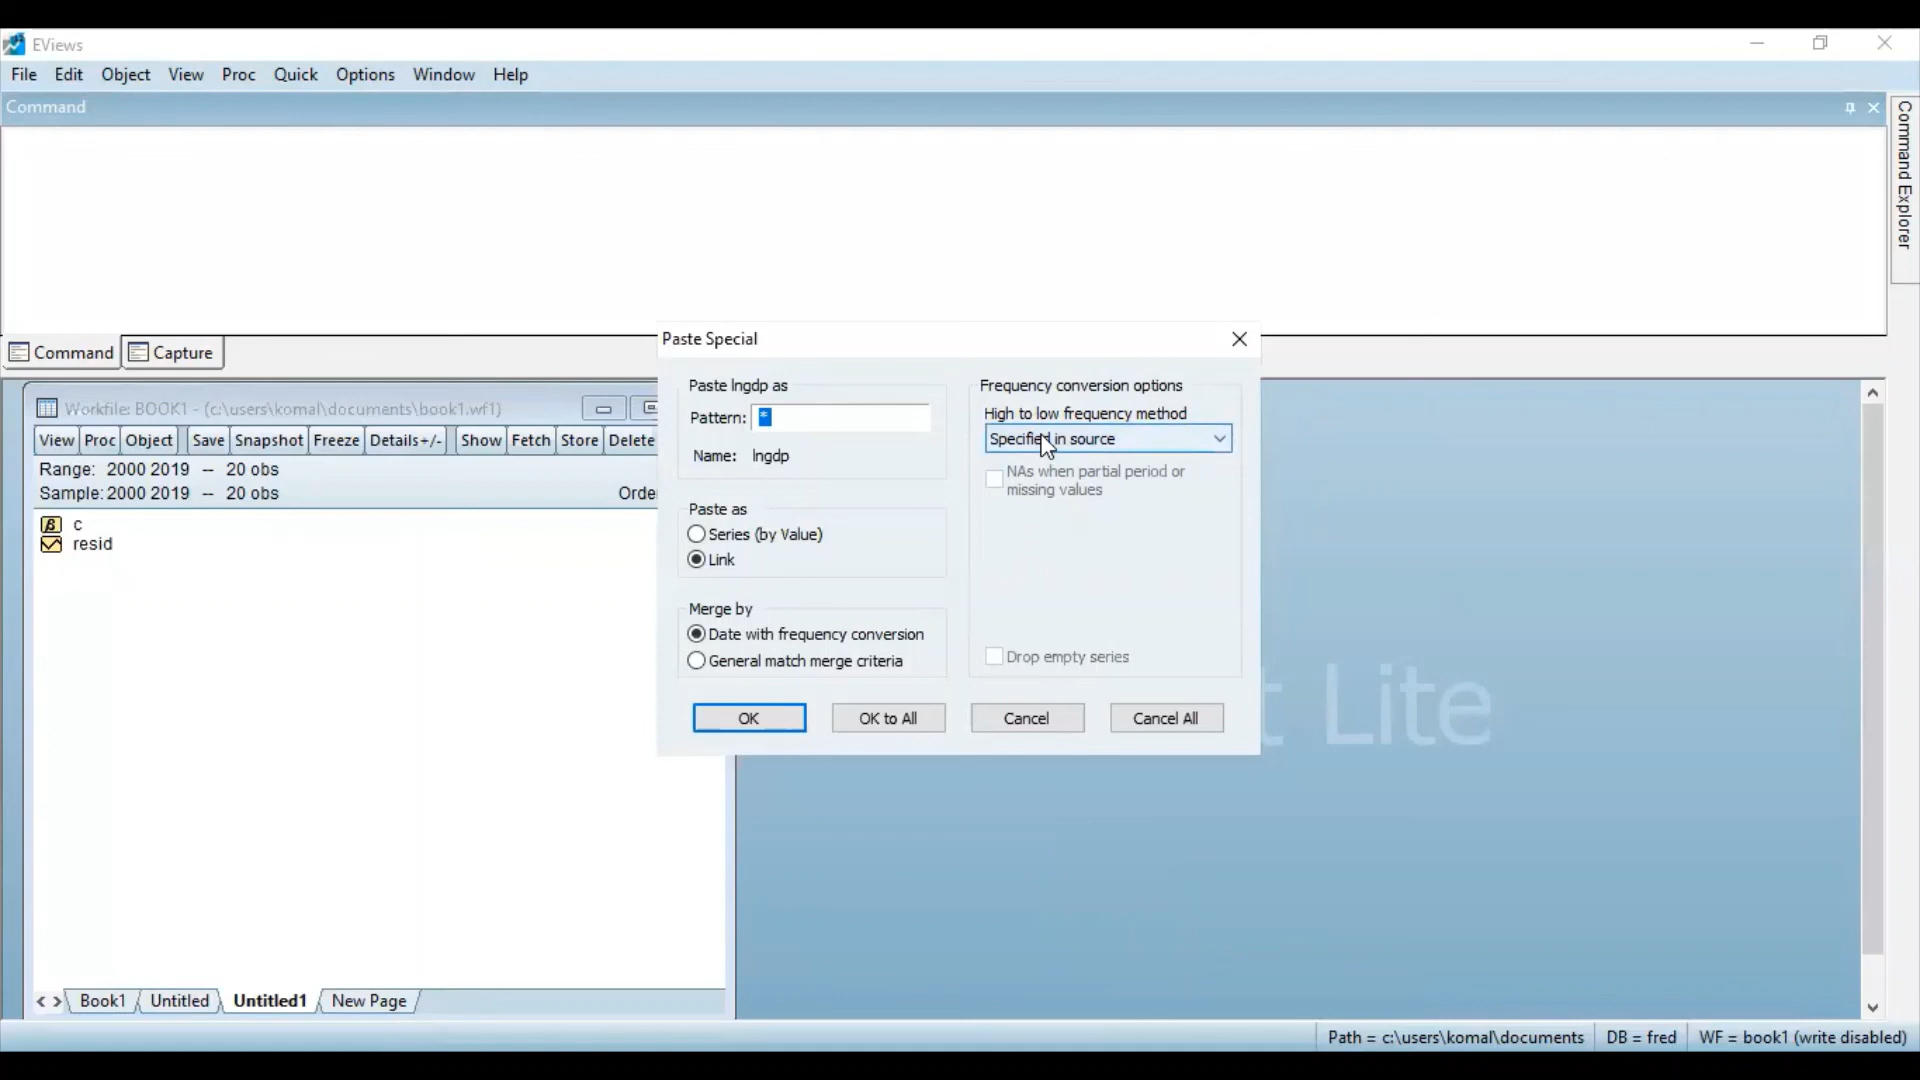 EViews
File Edit Object View Proc Quick Options Window Help
Command
Command Explorer
Command Capture
Paste Special
Paste lngdp as
Pattern: *
Name: lngdp
Paste as
Series (by Value)
Link
Merge by
Date with frequency conversion
General match merge criteria
Frequency conversion options
High to low frequency method
Specified in source
NAs when partial period or
missing values
Drop empty series
OK OK to All Cancel Cancel All
Workfile: BOOK1 - (c:\users\komal\documents\book1.wf1)
View Proc Object Save Snapshot Freeze Details+/- Show Fetch Store Delete
Range: 2000 2019 -- 20 obs
Sample: 2000 2019 -- 20 obs
β c
resid
Lite
Book1 Untitled Untitled1 New Page
Path = c:\users\komal\documents DB = fred WF = book1 (write disabled)